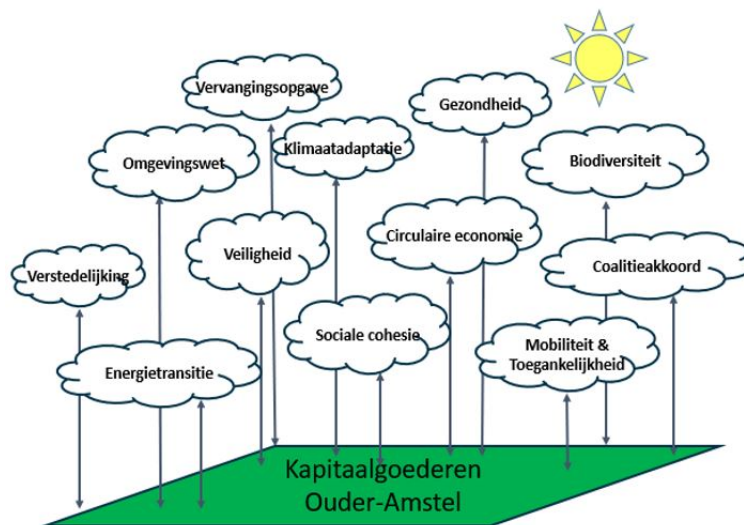 Vervangingsopgave
Gezondheid
Klimaatadaptatie
Omgevingswet
Biodiversiteit
Circulaire economie
Veiligheid
Coalitieakkoord
Verstedelijking
Sociale cohesie
Mobiliteit &
Toegankelijkheid
Energietransitie
Kapitaalgoederen
Ouder-Amstel